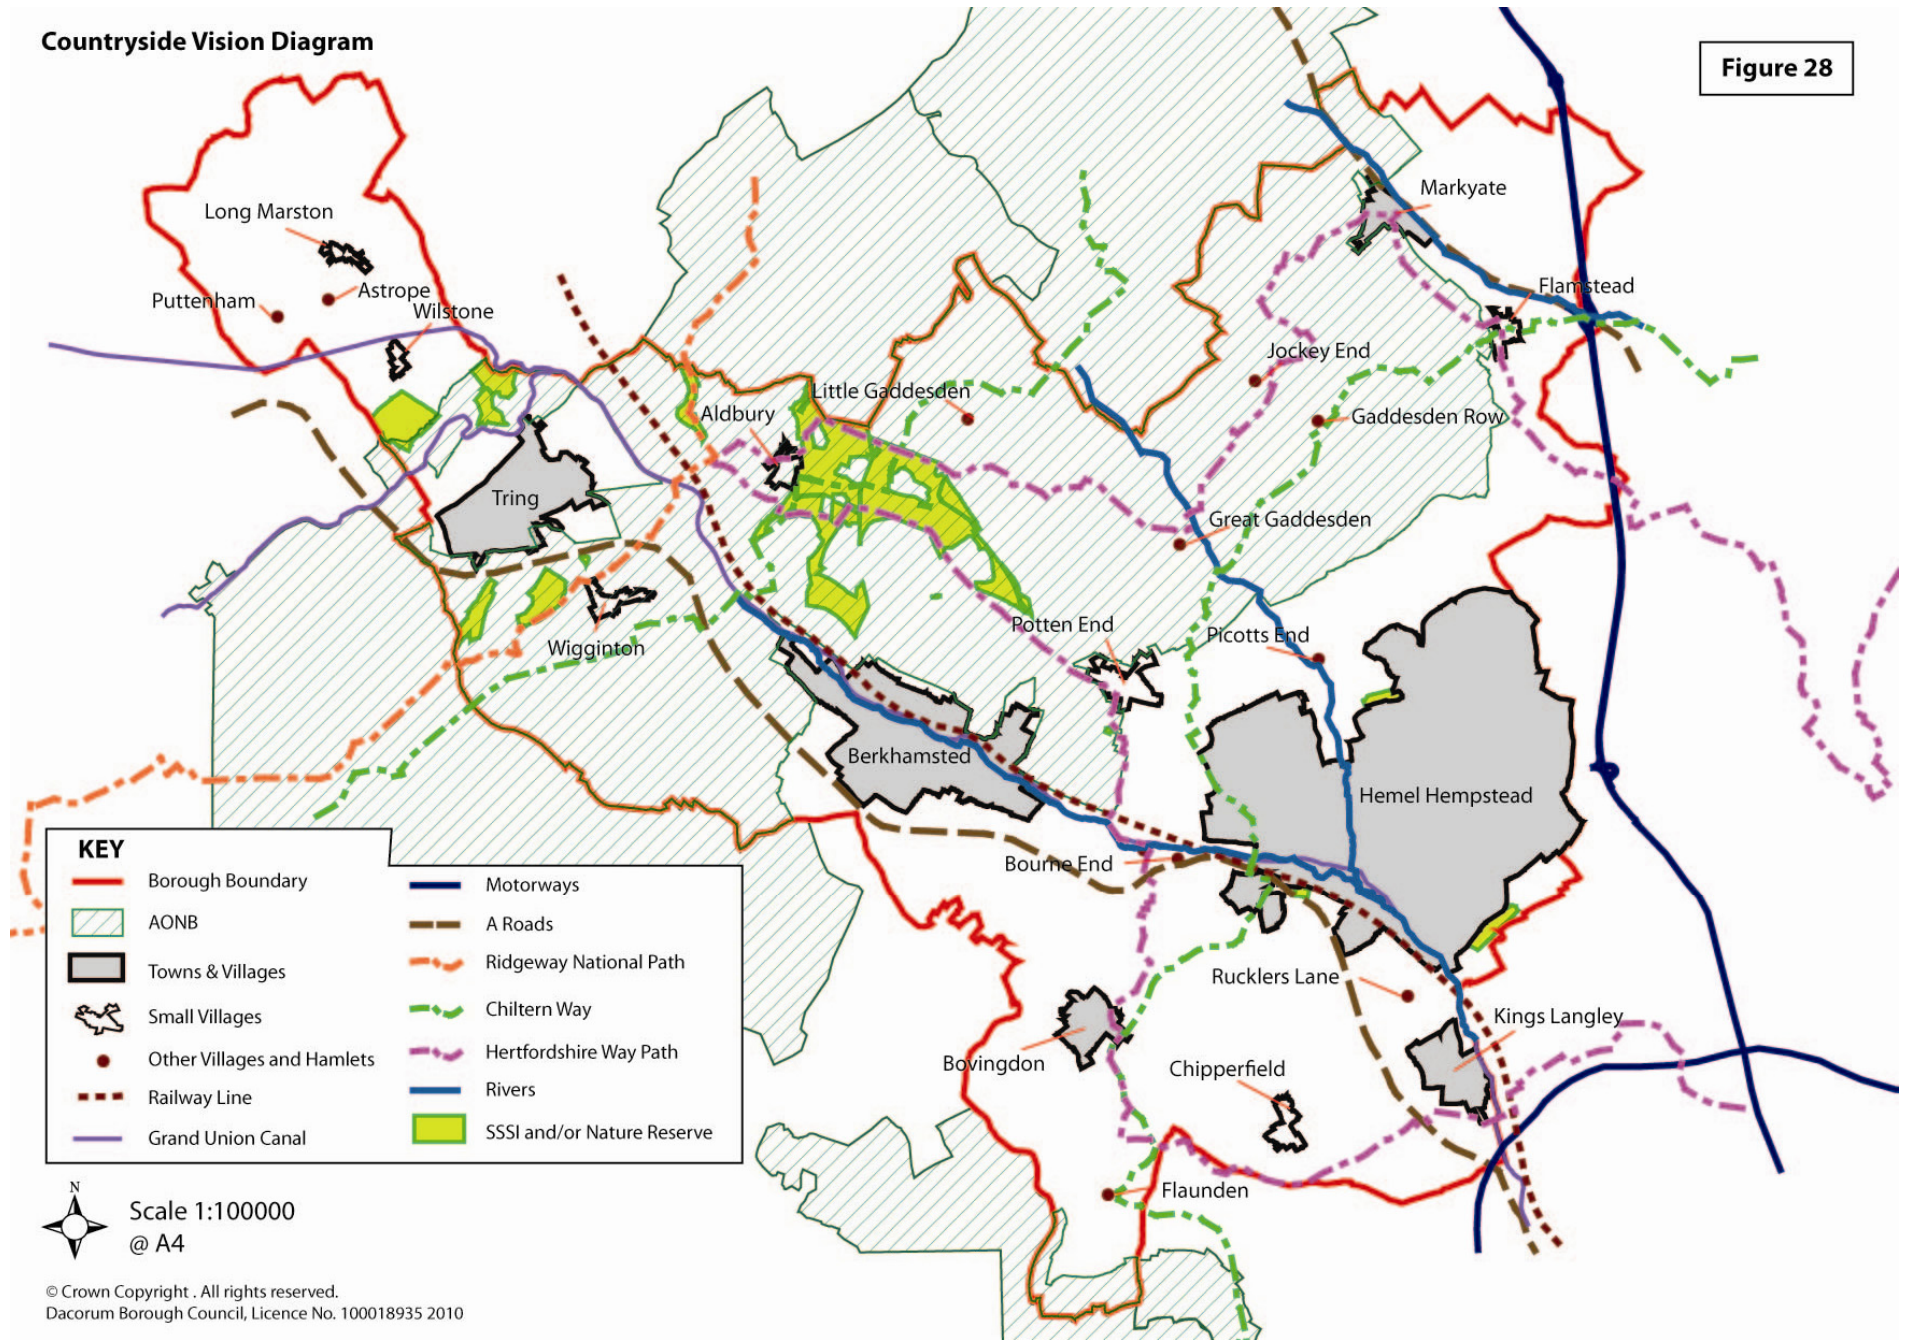 Countryside Vision Diagram
Figure 28
Markyate
Long Marston
Flamstead
Astrope
Puttenham
Wilstone
Jockey End
Little Gaddesden
Aldbury
Gaddesden Row
Tring
Great Gaddesden
Potten End
Picotts End
Wigginton
Berkhamsted
Hemel Hempstead
Bourne End
Rucklers Lane
Kings Langley
Bovingdon
Chipperfield
Flaunden
KEY
Borough Boundary
AONB
Towns & Villages
Small Villages
Other Villages and Hamlets
Railway Line
Grand Union Canal
Motorways
A Roads
Ridgeway National Path
Chiltern Way
Hertfordshire Way Path
Rivers
SSSI and/or Nature Reserve
N
Scale 1:100000
@ A4
© Crown Copyright . All rights reserved.
Dacorum Borough Council, Licence No. 100018935 2010